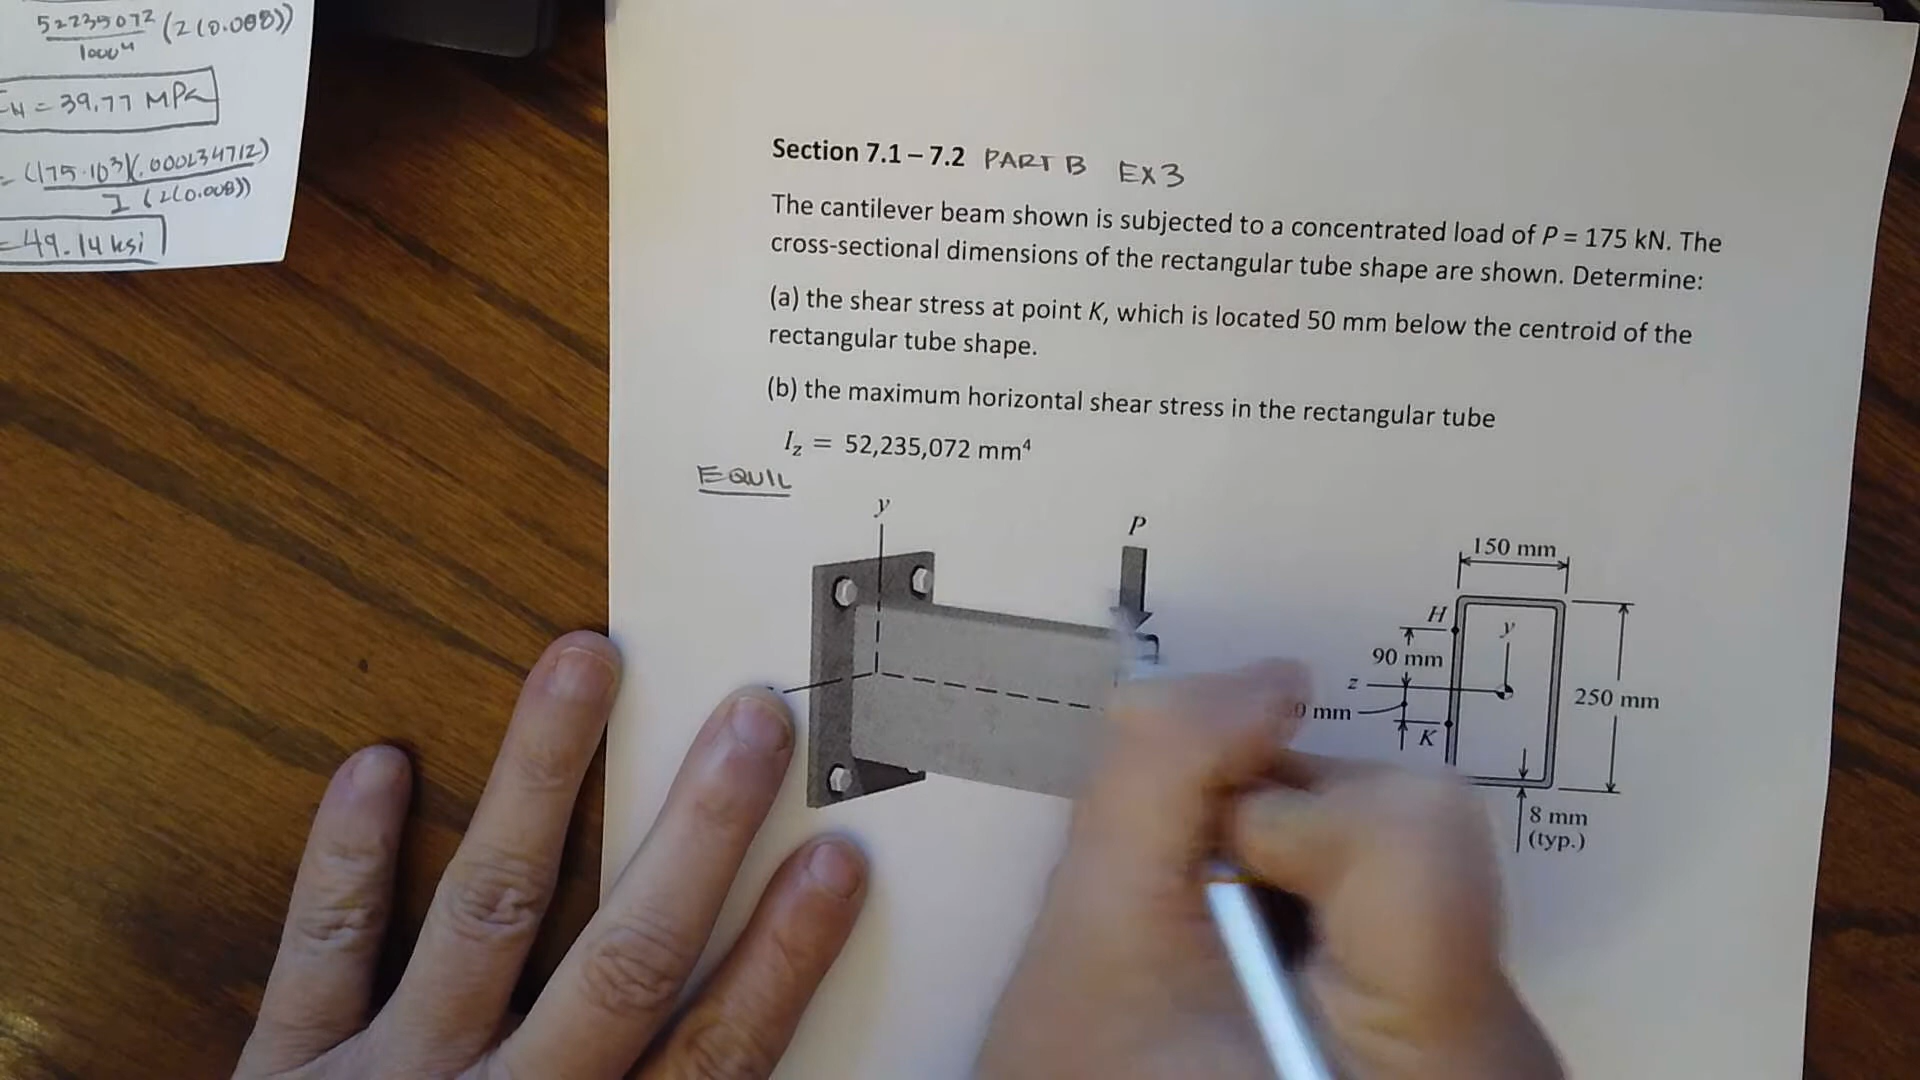 52235072 (2(0.008))
1000⁴
= 39.77 MPa
= (175·10³)(.000234712)
I (2(0.008))
= 49.14 ksi
Section 7.1 – 7.2 PART B EX 3
The cantilever beam shown is subjected to a concentrated load of P = 175 kN. The
cross-sectional dimensions of the rectangular tube shape are shown. Determine:
(a) the shear stress at point K, which is located 50 mm below the centroid of the
rectangular tube shape.
(b) the maximum horizontal shear stress in the rectangular tube
I_z = 52,235,072 mm⁴
EQUIL
y
P
150 mm
H
y
90 mm
z
250 mm
0 mm
K
8 mm
(typ.)